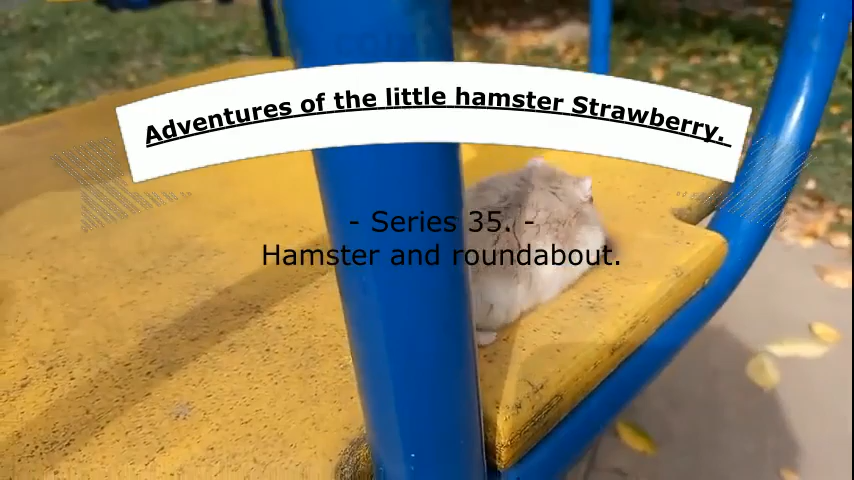 Adventures of the little hamster Strawberry.
- Series 35. -
Hamster and roundabout.